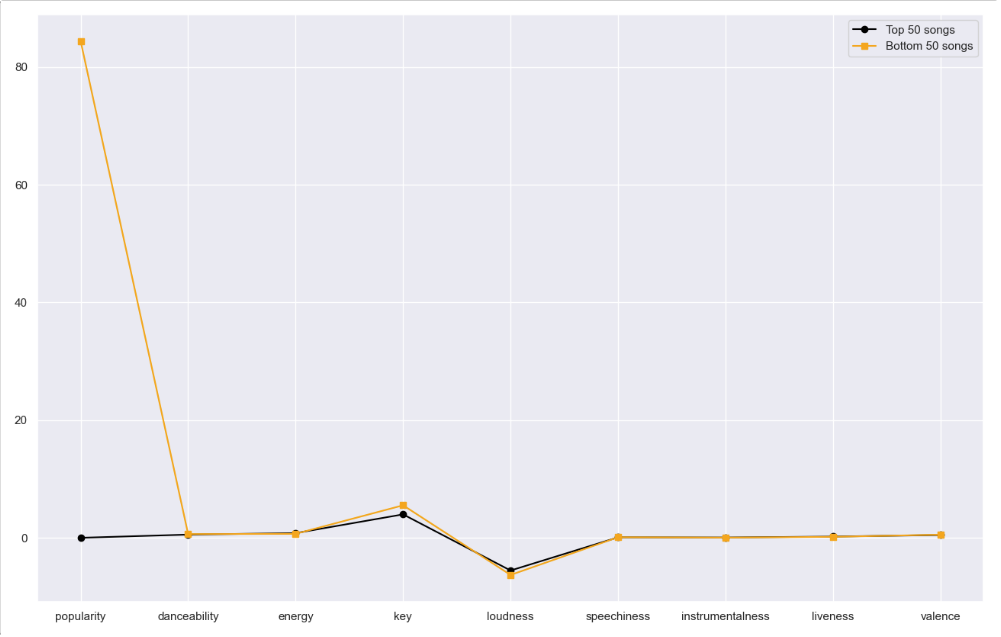 Top 50 songs
Bottom 50 songs
80
60
40
20
0
popularity danceability energy key loudness speechiness instrumentalness liveness valence